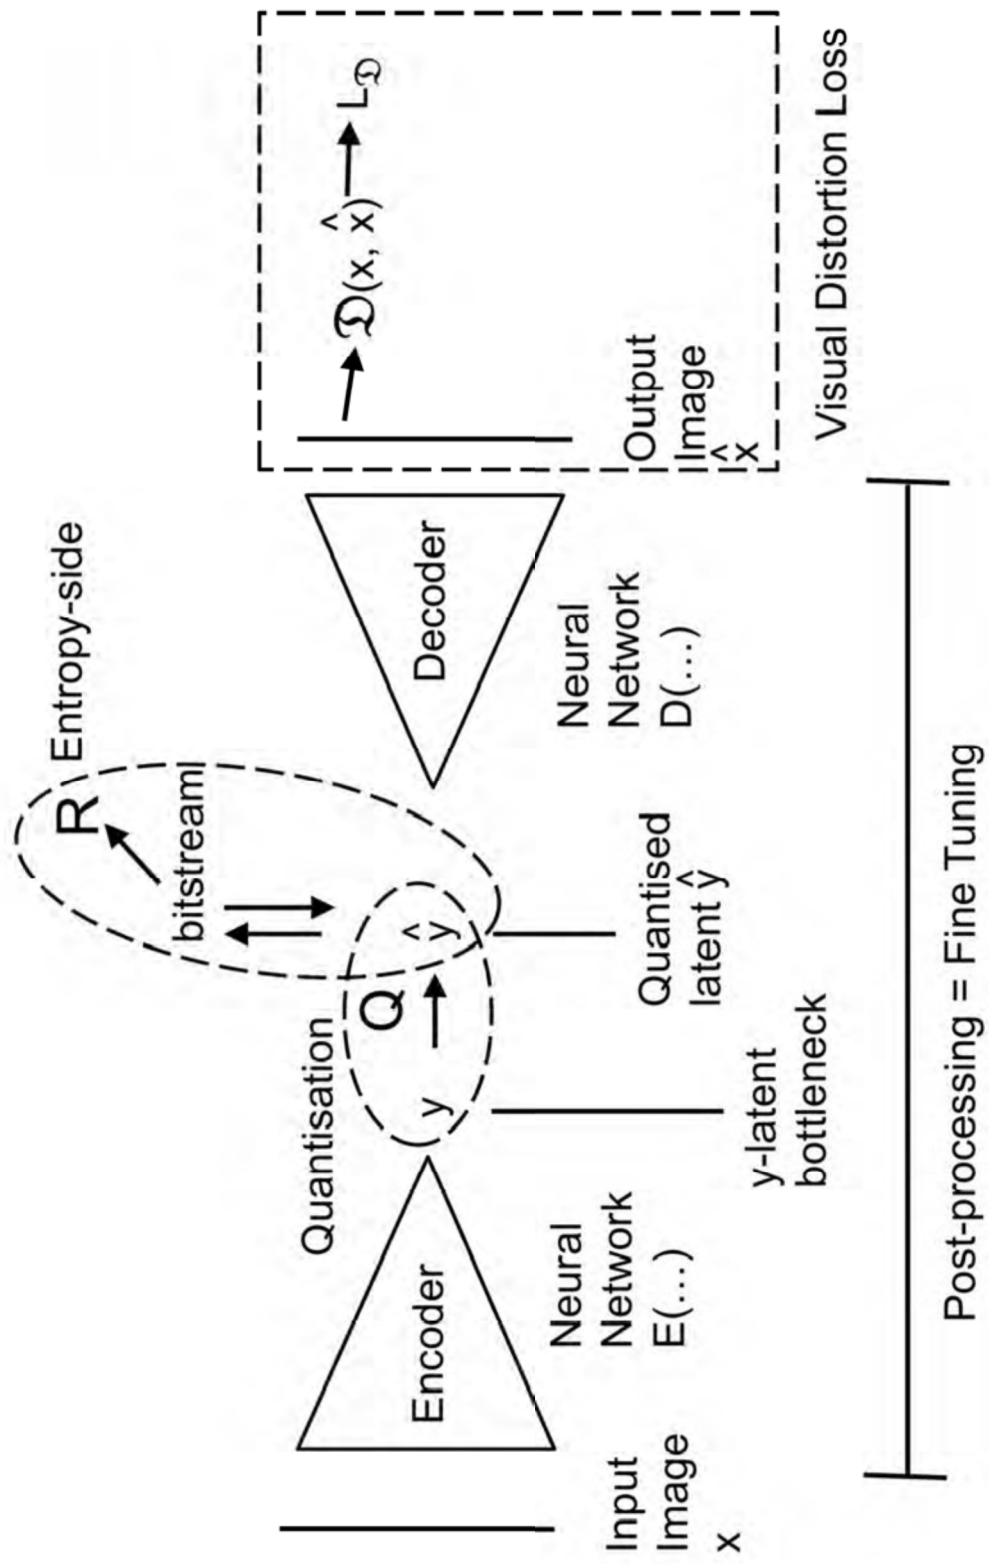 Input
Image
x
Encoder
Neural
Network
E(...)
Quantisation
y
Q
ŷ
y-latent
bottleneck
Quantised
latent ŷ
bitstream
R
Entropy-side
Decoder
Neural
Network
D(....)
Output
Image
x̂
𝔇(x, x̂)
L𝔇
Visual Distortion Loss
Post-processing = Fine Tuning